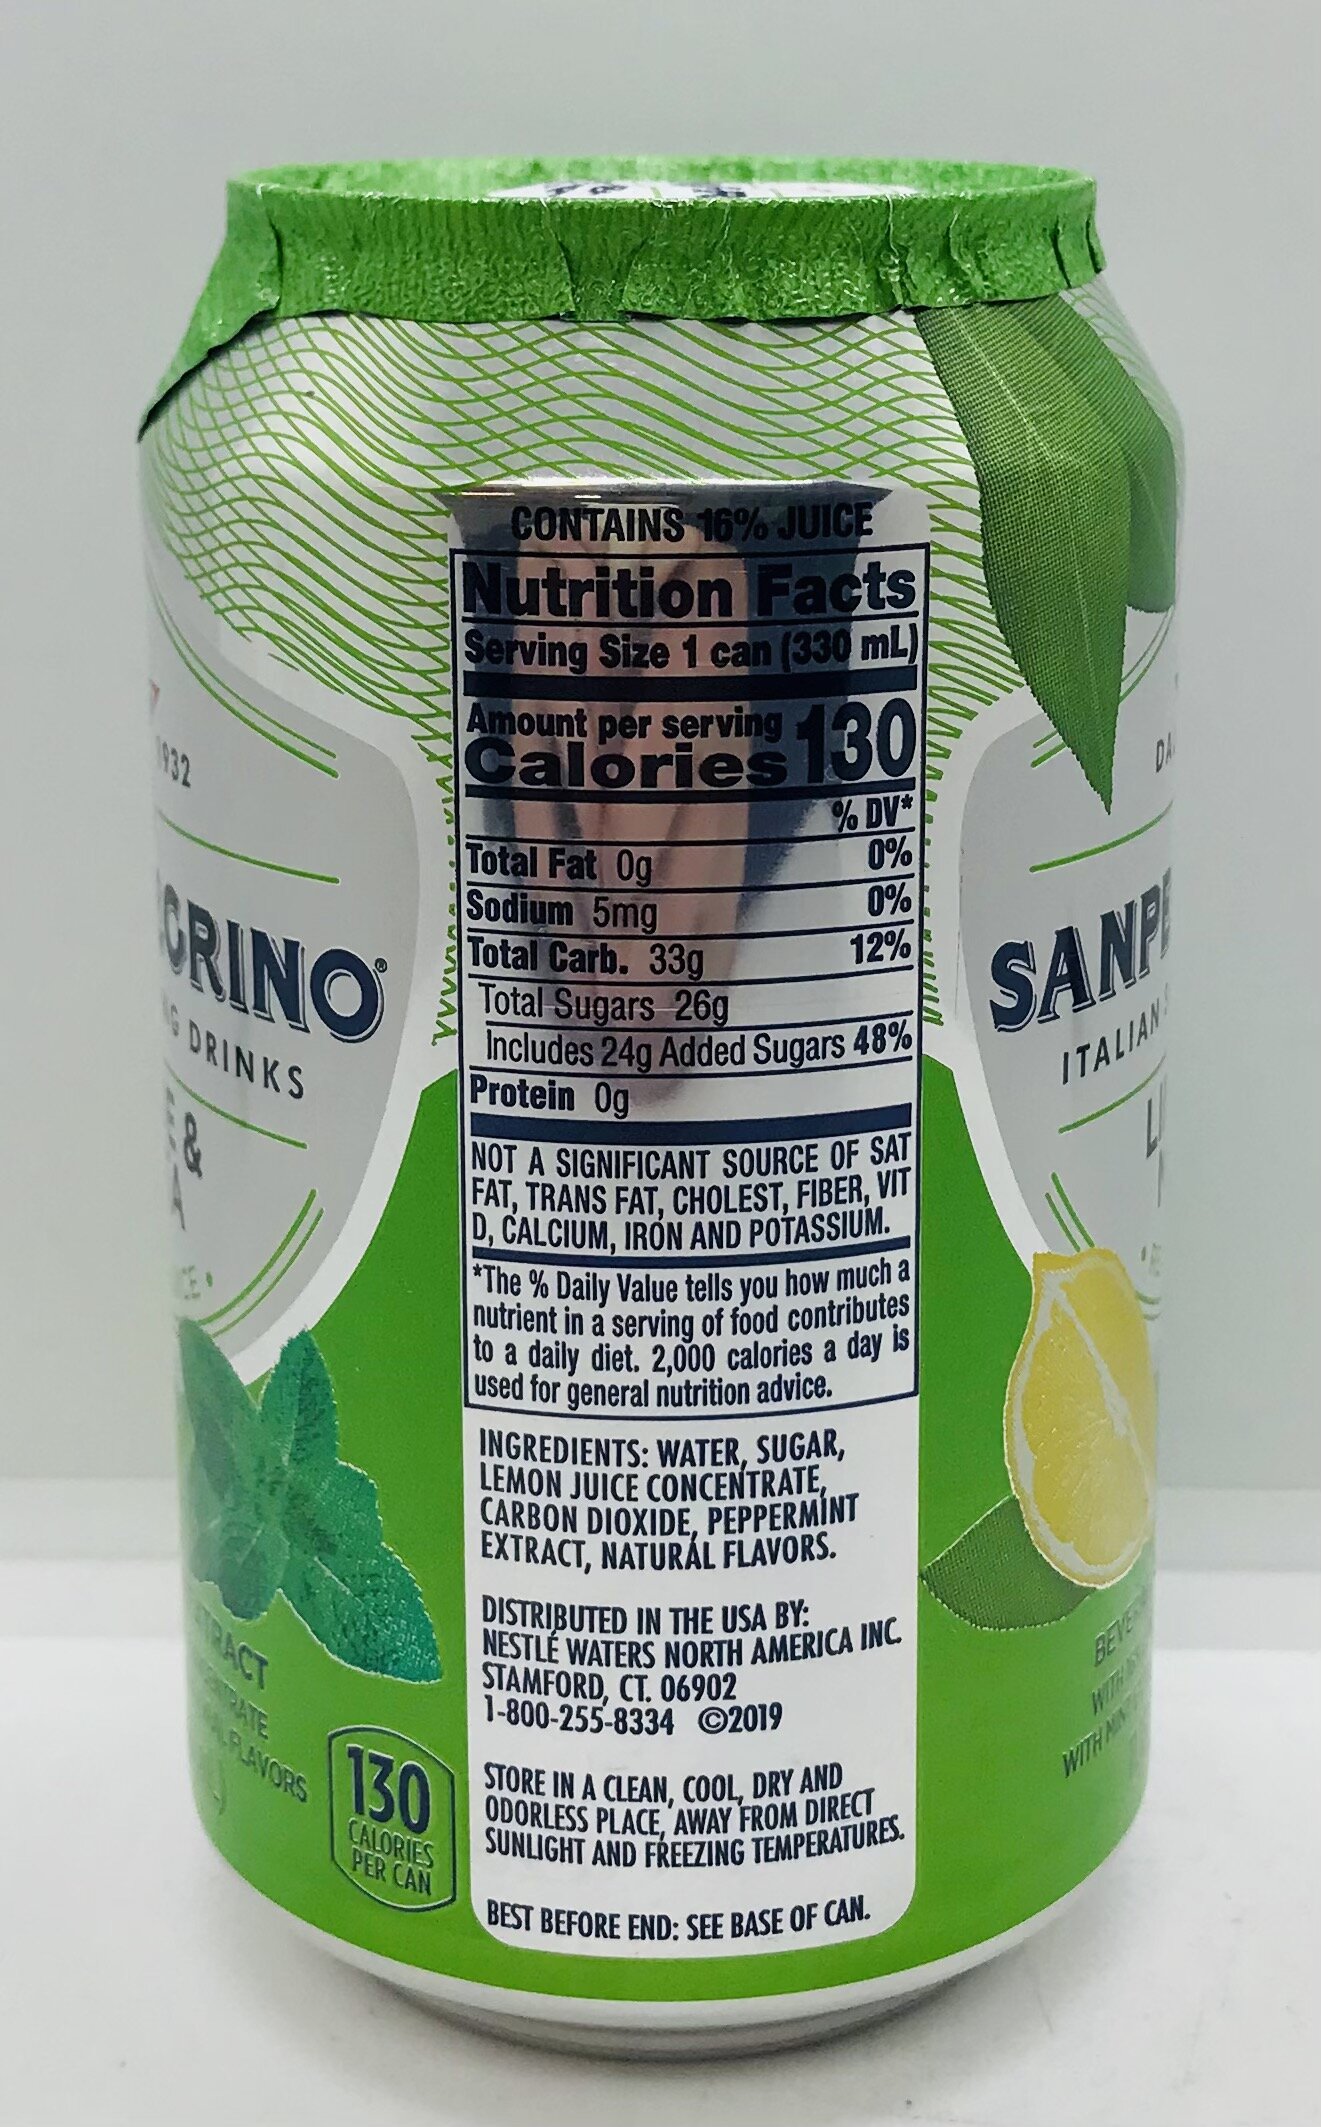 CONTAINS 16% JUICE
Nutrition Facts
Serving Size 1 can (330 mL)
Amount per serving
Calories 130
% DV*
Total Fat 0g 0%
Sodium 5mg 0%
Total Carb. 33g 12%
Total Sugars 26g
Includes 24g Added Sugars 48%
Protein 0g
NOT A SIGNIFICANT SOURCE OF SAT
FAT, TRANS FAT, CHOLEST, FIBER, VIT
D, CALCIUM, IRON AND POTASSIUM.
*The % Daily Value tells you how much a
nutrient in a serving of food contributes
to a daily diet. 2,000 calories a day is
used for general nutrition advice.
INGREDIENTS: WATER, SUGAR,
LEMON JUICE CONCENTRATE,
CARBON DIOXIDE, PEPPERMINT
EXTRACT, NATURAL FLAVORS.
DISTRIBUTED IN THE USA BY:
NESTLÉ WATERS NORTH AMERICA INC.
STAMFORD, CT. 06902
1-800-255-8334 ©2019
STORE IN A CLEAN, COOL, DRY AND
ODORLESS PLACE, AWAY FROM DIRECT
SUNLIGHT AND FREEZING TEMPERATURES.
BEST BEFORE END: SEE BASE OF CAN.
DRINKS
&
FLAVORS
130
CALORIES
PER CAN
ITALIAN
WITH